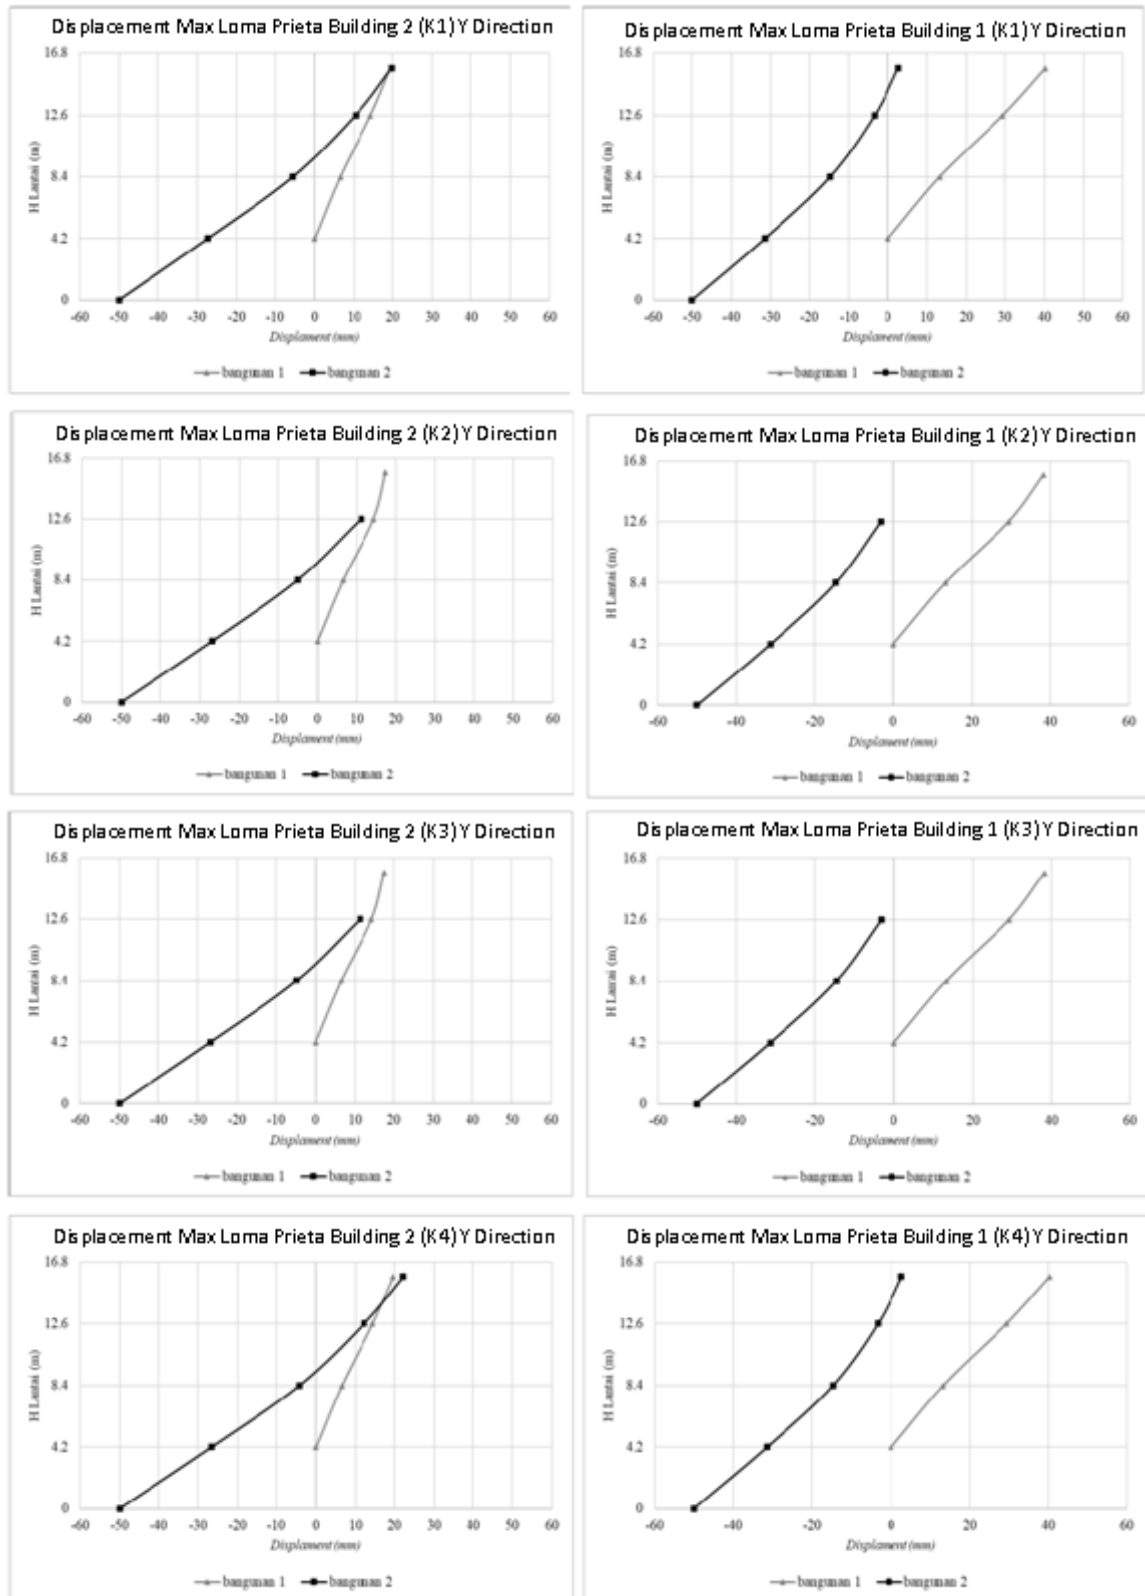 Displacement Max Loma Prieta Building 2 (K1) Y Direction
16.8
12.6
8.4
4.2
0
H Lantai (m)
-60 -50 -40 -30 -20 -10 0 10 20 30 40 50 60
Displament (mm)
bangunan 1 bangunan 2
Displacement Max Loma Prieta Building 1 (K1) Y Direction
16.8
12.6
8.4
4.2
0
H Lantai (m)
-60 -50 -40 -30 -20 -10 0 10 20 30 40 50 60
Displament (mm)
bangunan 1 bangunan 2
Displacement Max Loma Prieta Building 2 (K2) Y Direction
16.8
12.6
8.4
4.2
0
H Lantai (m)
-60 -50 -40 -30 -20 -10 0 10 20 30 40 50 60
Displament (mm)
bangunan 1 bangunan 2
Displacement Max Loma Prieta Building 1 (K2) Y Direction
16.8
12.6
8.4
4.2
0
H Lantai (m)
-60 -40 -20 0 20 40 60
Displament (mm)
bangunan 1 bangunan 2
Displacement Max Loma Prieta Building 2 (K3) Y Direction
16.8
12.6
8.4
4.2
0
H Lantai (m)
-60 -50 -40 -30 -20 -10 0 10 20 30 40 50 60
Displament (mm)
bangunan 1 bangunan 2
Displacement Max Loma Prieta Building 1 (K3) Y Direction
16.8
12.6
8.4
4.2
0
H Lantai (m)
-60 -40 -20 0 20 40 60
Displament (mm)
bangunan 1 bangunan 2
Displacement Max Loma Prieta Building 2 (K4) Y Direction
16.8
12.6
8.4
4.2
0
H Lantai (m)
-60 -50 -40 -30 -20 -10 0 10 20 30 40 50 60
Displament (mm)
bangunan 1 bangunan 2
Displacement Max Loma Prieta Building 1 (K4) Y Direction
16.8
12.6
8.4
4.2
0
H Lantai (m)
-60 -40 -20 0 20 40 60
Displament (mm)
bangunan 1 bangunan 2